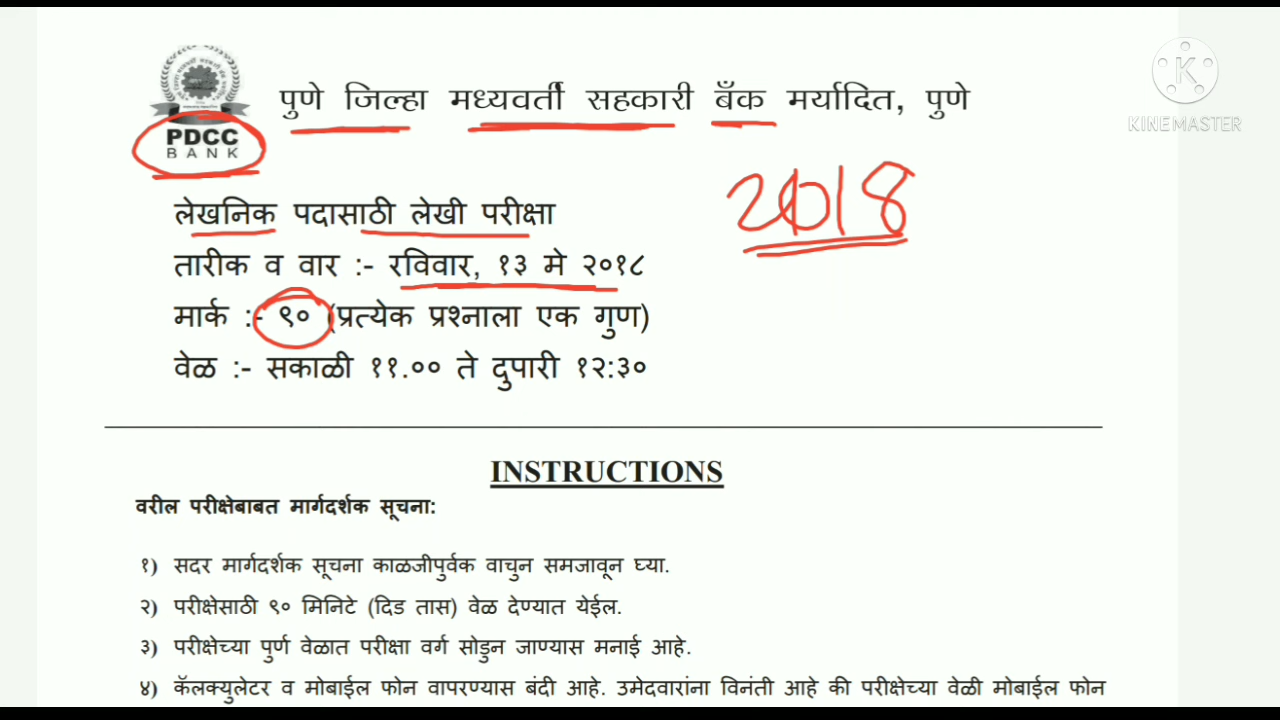 पुणे जिल्हा मध्यवर्ती सहकारी बँक मर्यादित, पुणे
PDCC
BANK
2018
लेखनिक पदासाठी लेखी परीक्षा
तारीक व वार :- रविवार, १३ मे २०१८
मार्क :- ९० (प्रत्येक प्रश्नाला एक गुण)
वेळ :- सकाळी ११.०० ते दुपारी १२:३०
INSTRUCTIONS
वरील परीक्षेबाबत मार्गदर्शक सूचना:
१) सदर मार्गदर्शक सूचना काळजीपुर्वक वाचुन समजावून घ्या.
२) परीक्षेसाठी ९० मिनिटे (दिड तास) वेळ देण्यात येईल.
३) परीक्षेच्या पुर्ण वेळात परीक्षा वर्ग सोडुन जाण्यास मनाई आहे.
४) कॅलक्युलेटर व मोबाईल फोन वापरण्यास बंदी आहे. उमेदवारांना विनंती आहे की परीक्षेच्या वेळी मोबाईल फोन
K
KINEMASTER